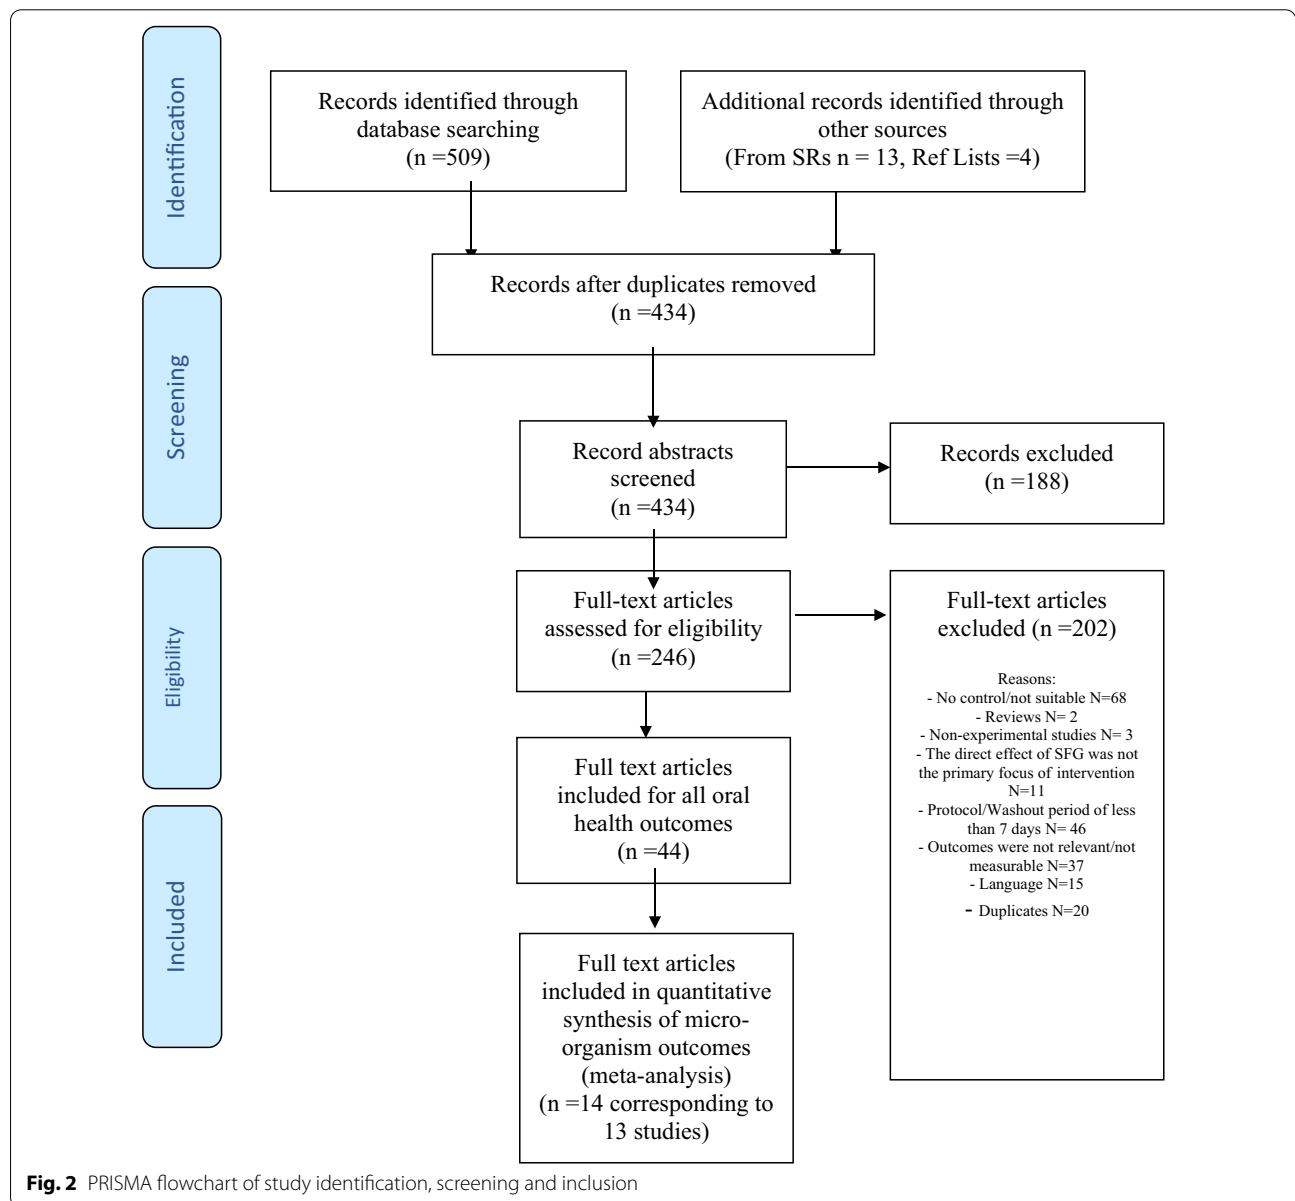 Identification
Records identified through
database searching
(n =509)
Additional records identified through
other sources
(From SRs n = 13, Ref Lists =4)
Records after duplicates removed
(n =434)
Screening
Record abstracts
screened
(n =434)
Records excluded
(n =188)
Eligibility
Full-text articles
assessed for eligibility
(n =246)
Full-text articles
excluded (n =202)
Reasons:
- No control/not suitable N=68
- Reviews N= 2
- Non-experimental studies N= 3
- The direct effect of SFG was not
the primary focus of intervention
N=11
- Protocol/Washout period of less
than 7 days N= 46
- Outcomes were not relevant/not
measurable N=37
- Language N=15
- Duplicates N=20
Full text articles
included for all oral
health outcomes
(n =44)
Included
Full text articles
included in quantitative
synthesis of micro-
organism outcomes
(meta-analysis)
(n =14 corresponding to
13 studies)
Fig. 2 PRISMA flowchart of study identification, screening and inclusion